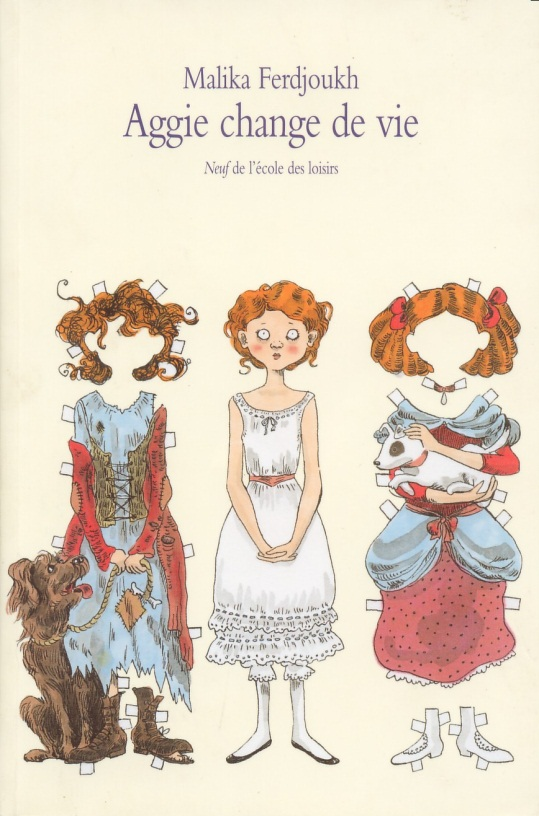 Malika Ferdjoukh
Aggie change de vie
Neuf de l'école des loisirs